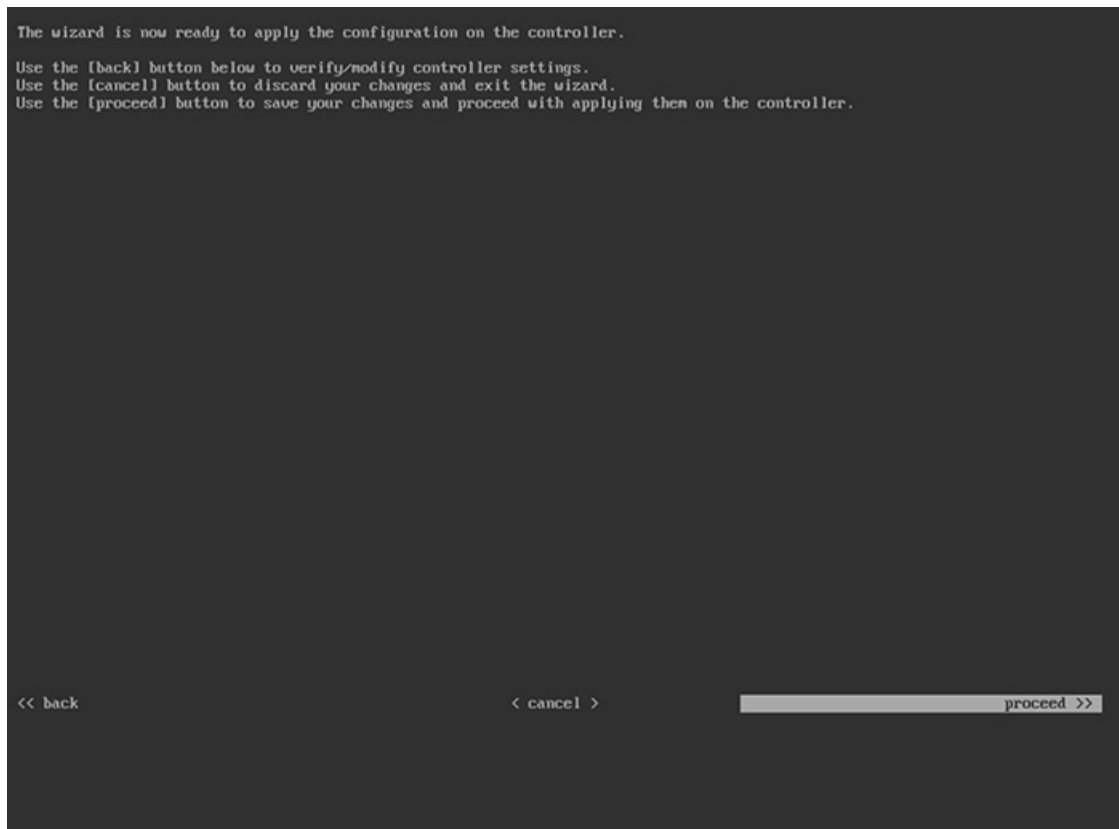 The wizard is now ready to apply the configuration on the controller.
Use the [back] button below to verify/modify controller settings.
Use the [cancel] button to discard your changes and exit the wizard.
Use the [proceed] button to save your changes and proceed with applying them on the controller.
<< back < cancel > proceed >>